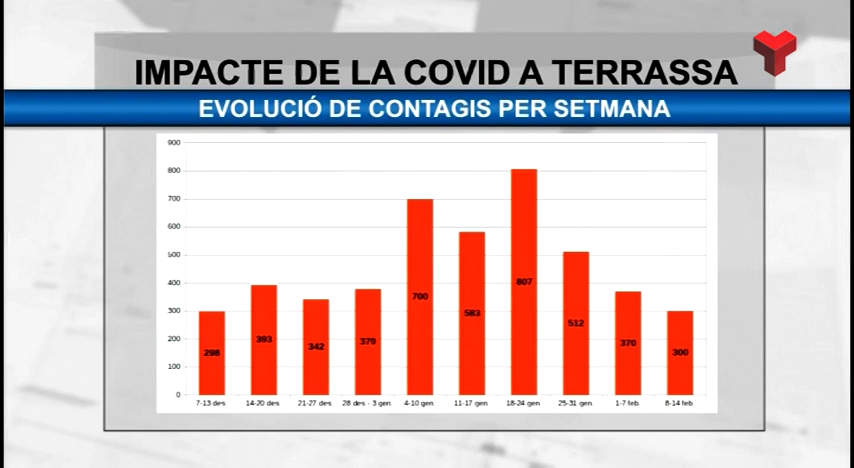 IMPACTE DE LA COVID A TERRASSA
EVOLUCIÓ DE CONTAGIS PER SETMANA
900
800
700
600
500
400
300
200
100
0
298
393
342
379
700
583
807
512
370
300
7-13 des.
14-20 des.
21-27 des.
28 des. - 3 gen.
4-10 gen.
11-17 gen.
18-24 gen.
25-31 gen.
1-7 feb.
8-14 feb.